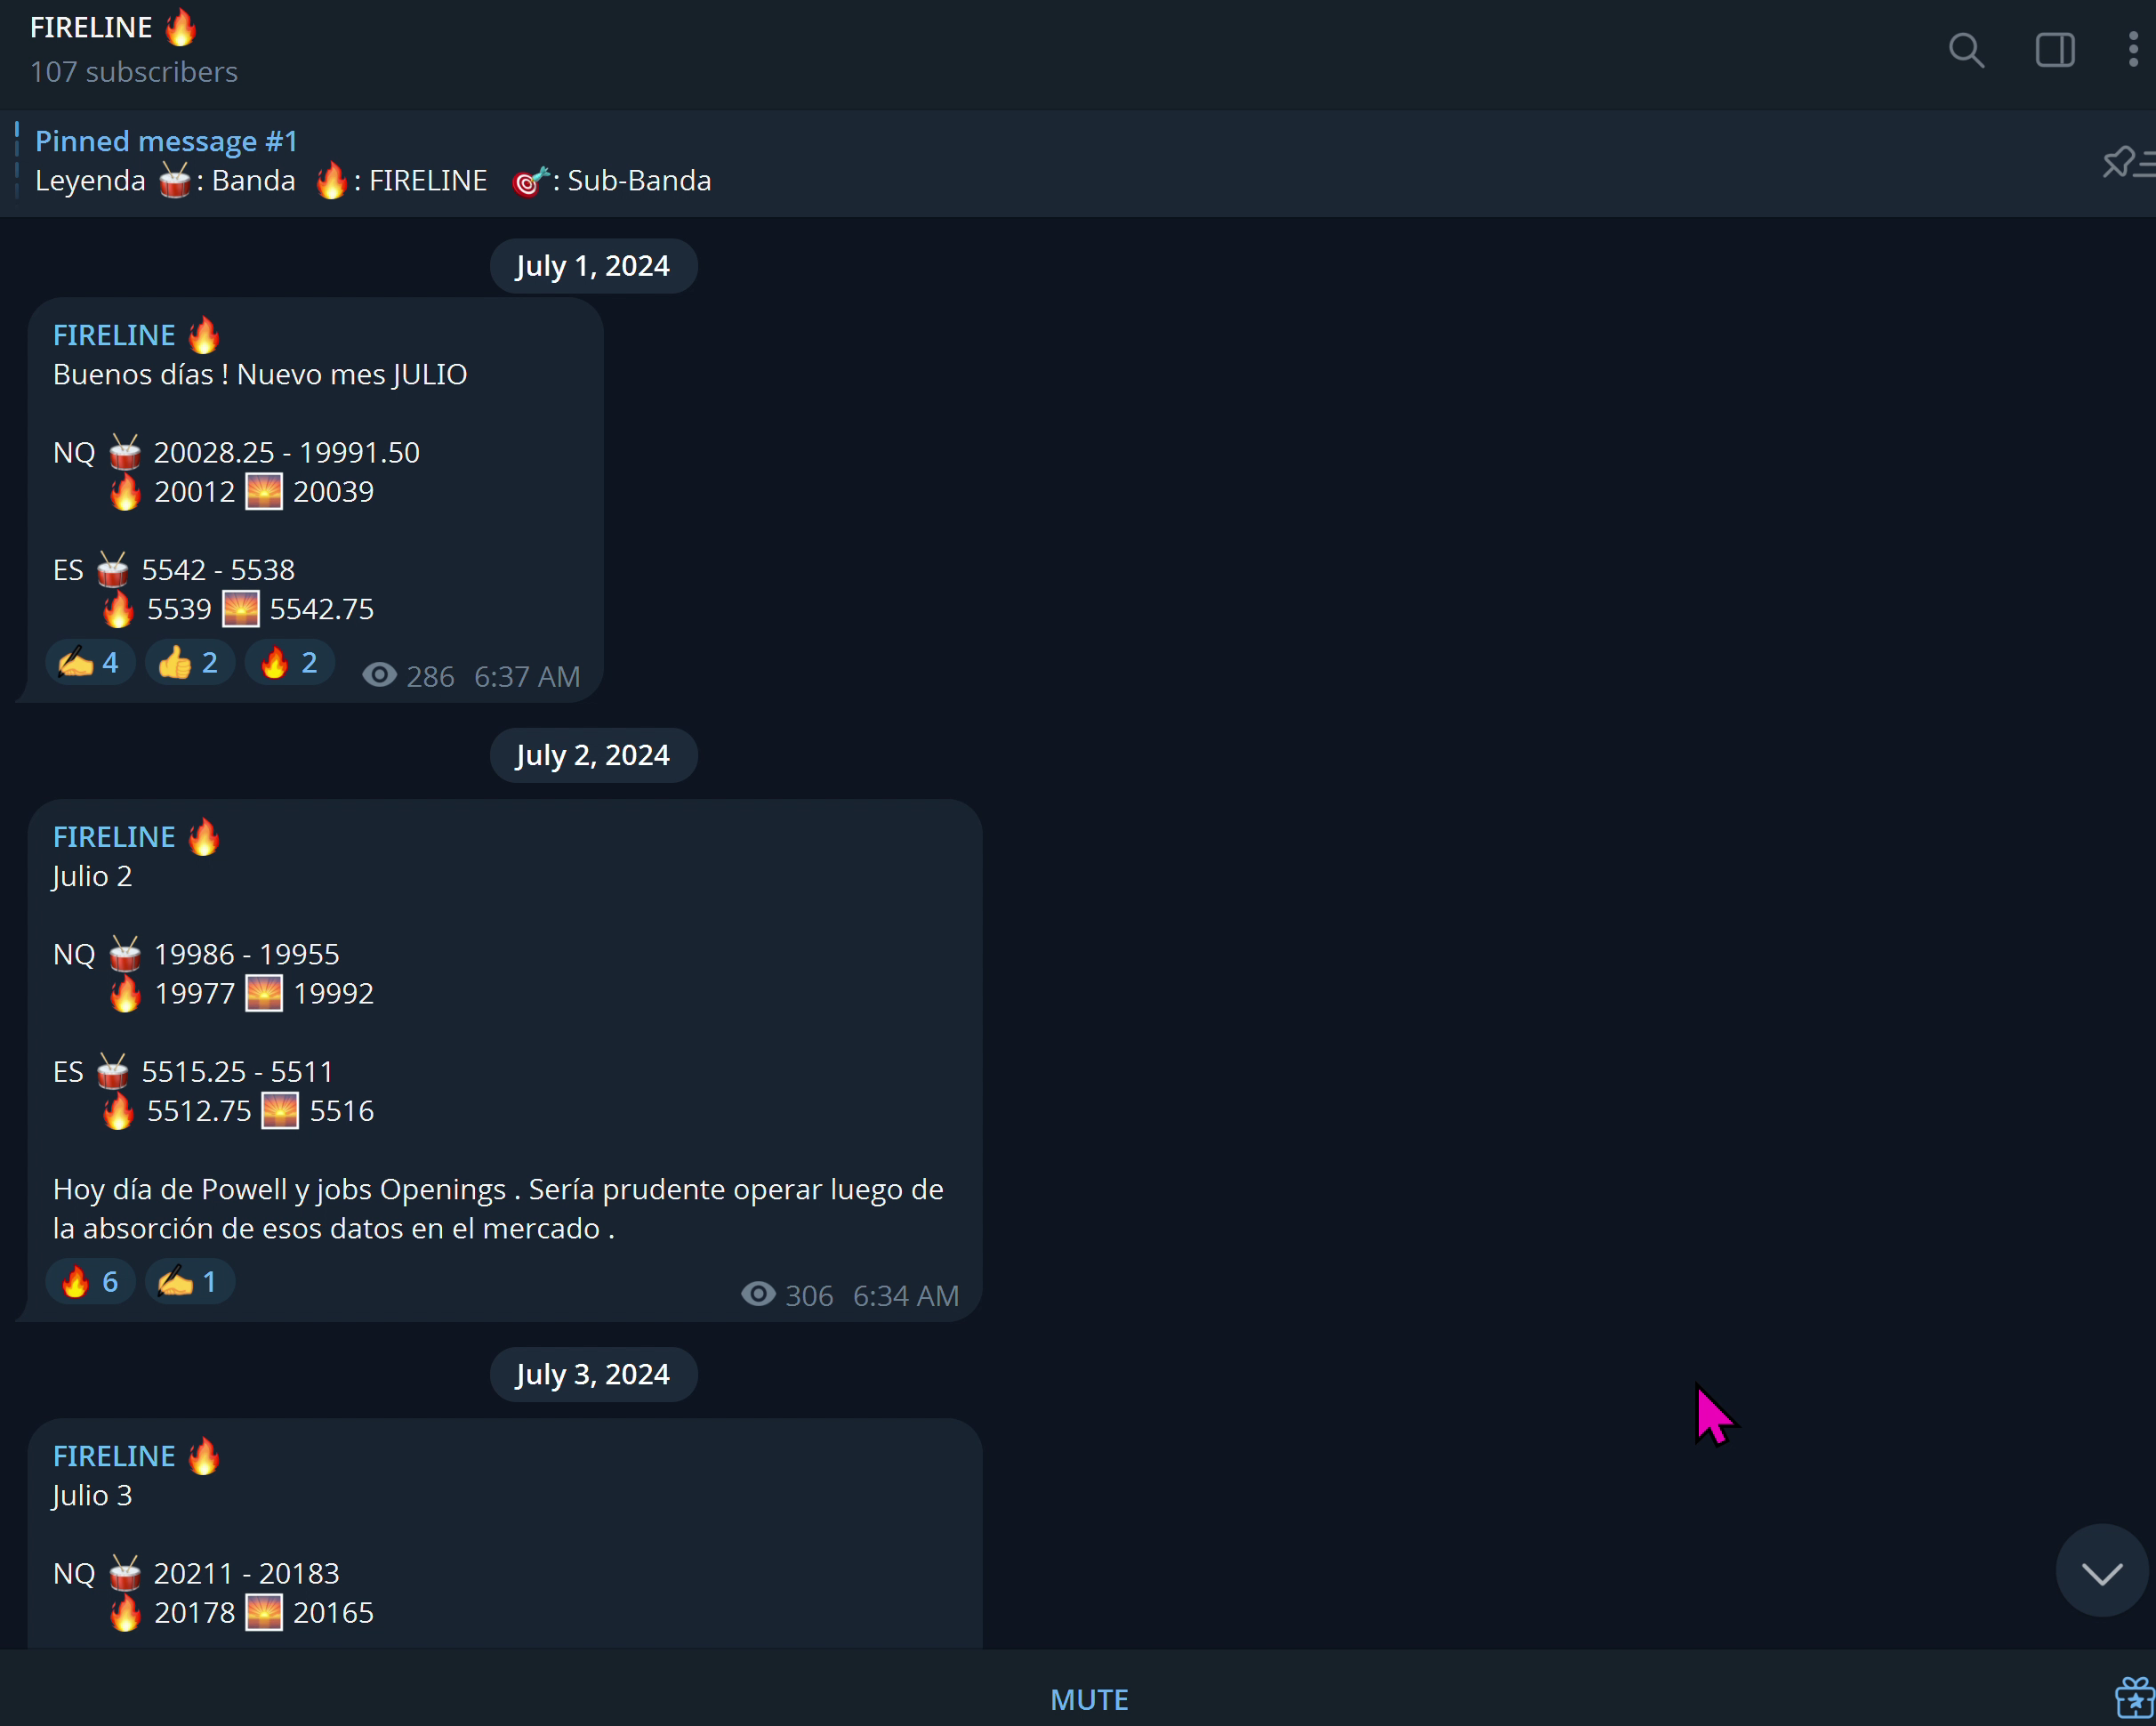 FIRELINE 🔥
107 subscribers
Pinned message #1
Leyenda 🥁: Banda 🔥: FIRELINE 🎯: Sub-Banda
July 1, 2024
FIRELINE 🔥
Buenos días ! Nuevo mes JULIO
NQ 🥁 20028.25 - 19991.50
🔥 20012 🌅 20039
ES 🥁 5542 - 5538
🔥 5539 🌅 5542.75
✍️ 4 👍 2 🔥 2 286 6:37 AM
July 2, 2024
FIRELINE 🔥
Julio 2
NQ 🥁 19986 - 19955
🔥 19977 🌅 19992
ES 🥁 5515.25 - 5511
🔥 5512.75 🌅 5516
Hoy día de Powell y jobs Openings . Sería prudente operar luego de
la absorción de esos datos en el mercado .
🔥 6 ✍️ 1 306 6:34 AM
July 3, 2024
FIRELINE 🔥
Julio 3
NQ 🥁 20211 - 20183
🔥 20178 🌅 20165
MUTE